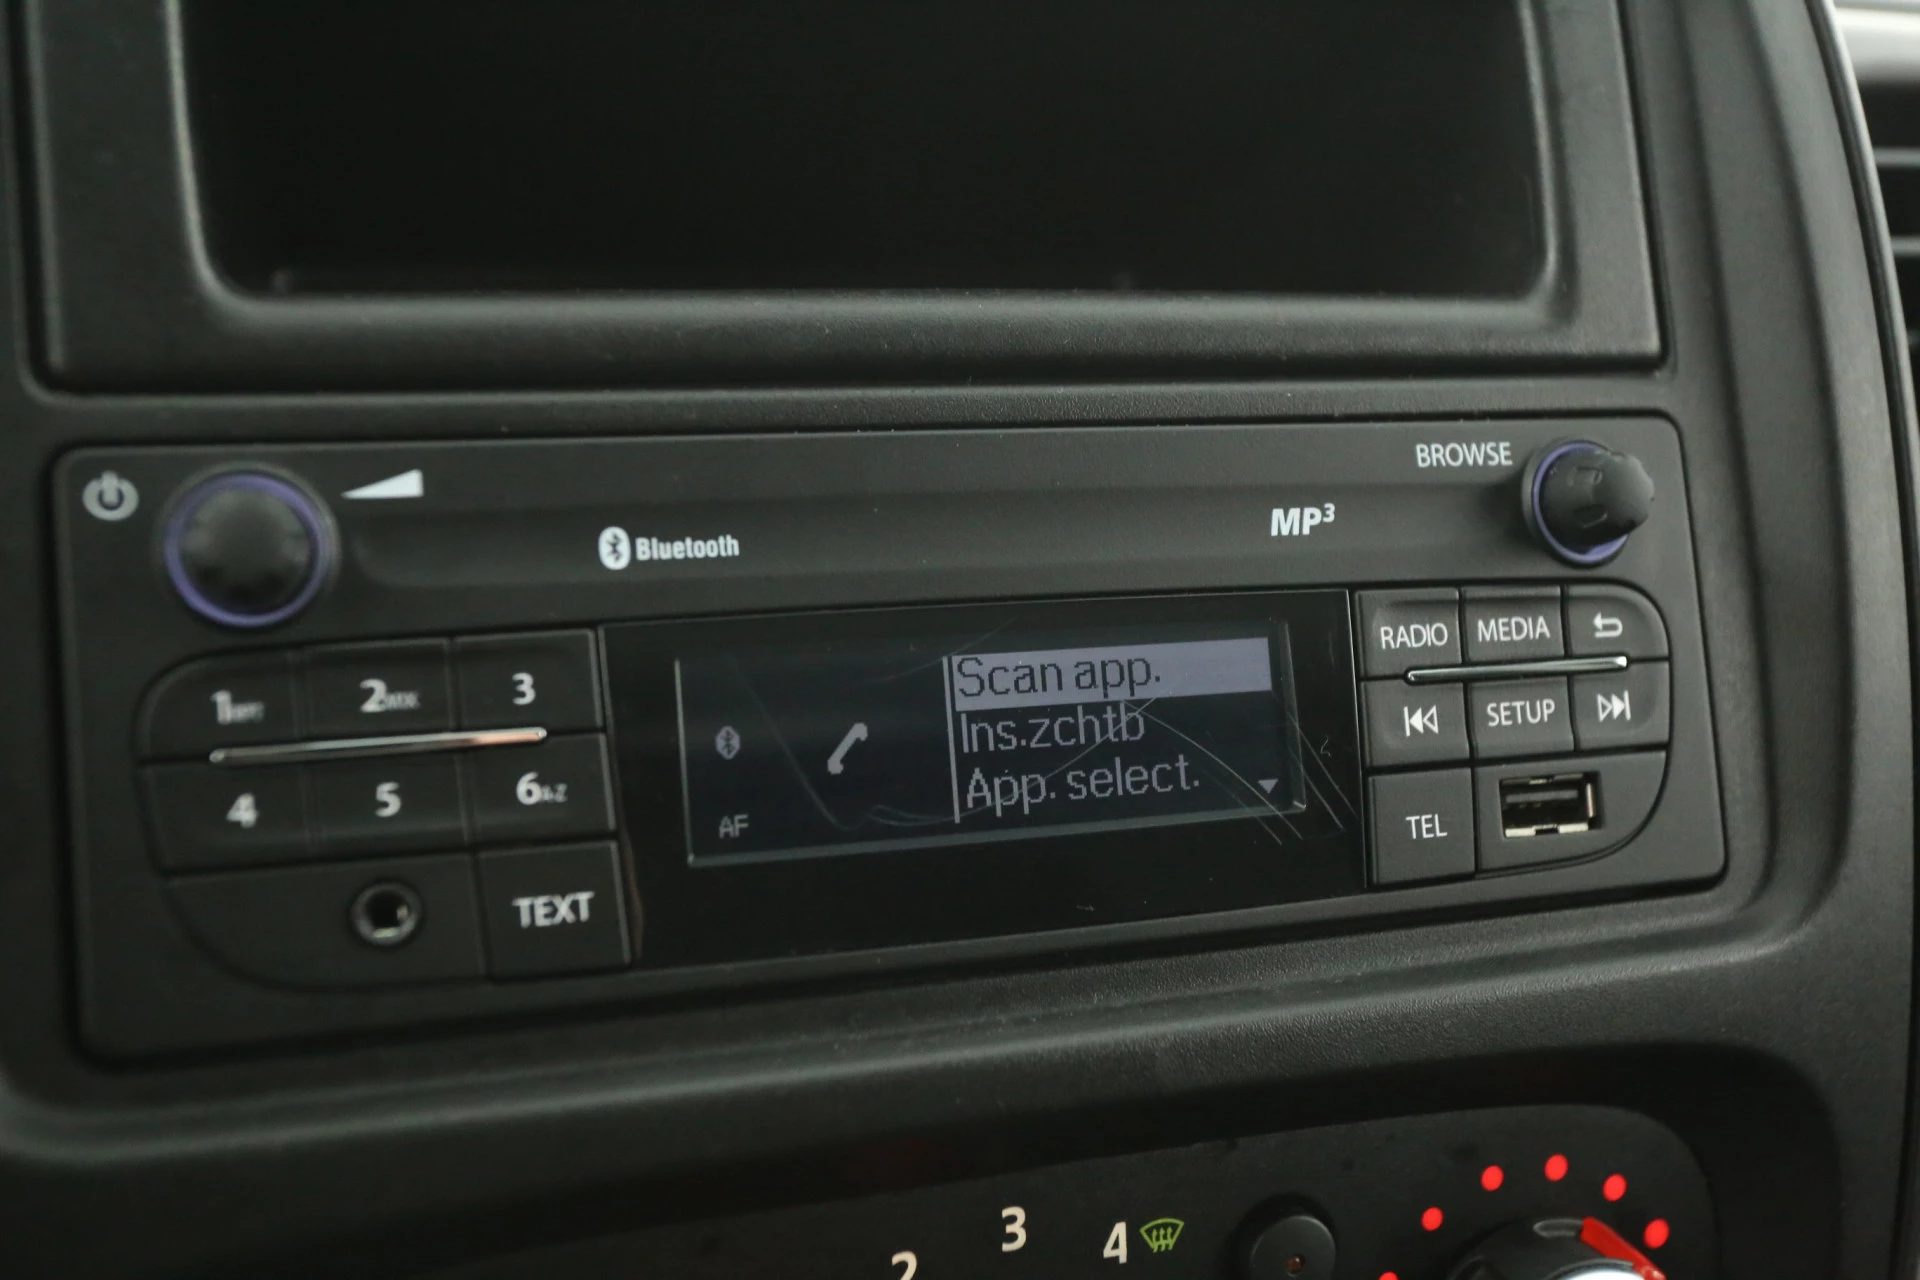 BROWSE
Bluetooth
MP3
RADIO MEDIA
1 2 3
Scan app.
Ins.zchtb
App. select.
SETUP
4 5 6
AF
TEL
TEXT
2 3 4